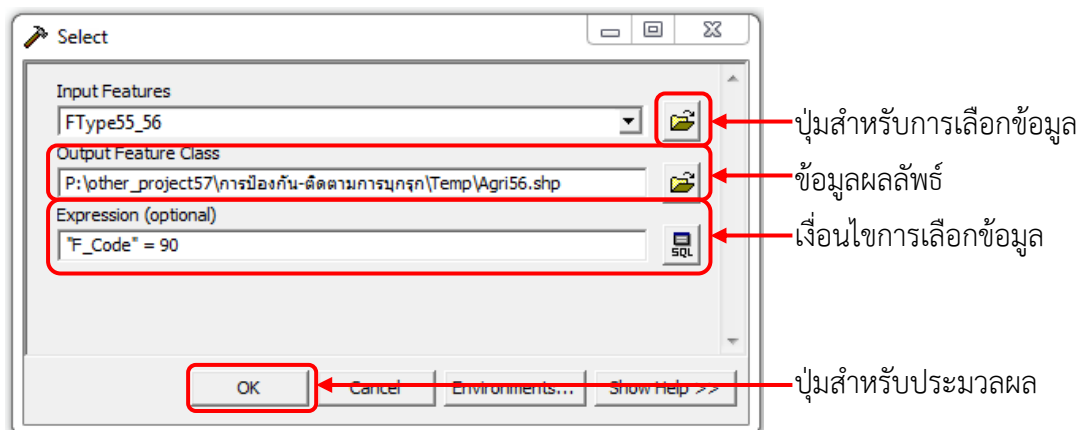 Select
Input Features
FType55_56
ปุ่มสำหรับการเลือกข้อมูล
Output Feature Class
P:\other_project57\การป้องกัน-ติดตามการบุกรุก\Temp\Agri56.shp
ข้อมูลผลลัพธ์
Expression (optional)
"F_Code" = 90
SQL
เงื่อนไขการเลือกข้อมูล
OK
Cancel
Environments...
Show Help >>
ปุ่มสำหรับประมวลผล